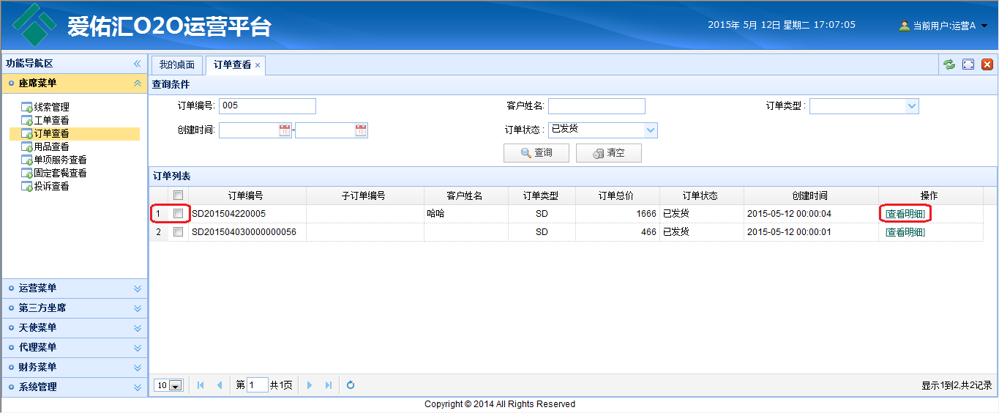 爱佑汇O2O运营平台
2015年 5月 12日 星期二 17:07:05
当前用户:运营A
功能导航区
座席菜单
线索管理
工单查看
订单查看
用品查看
单项服务查看
固定套餐查看
投诉查看
运营菜单
第三方坐席
天使菜单
代理菜单
财务菜单
系统管理
我的桌面 订单查看
查询条件
订单编号: 005 客户姓名: 订单类型:
创建时间: - 订单状态: 已发货
查询 清空
订单列表
订单编号 子订单编号 客户姓名 订单类型 订单总价 订单状态 创建时间 操作
1 SD201504220005 哈哈 SD 1666 已发货 2015-05-12 00:00:04 [查看明细]
2 SD201504030000000056 SD 466 已发货 2015-05-12 00:00:01 [查看明细]
10 第 1 共1页 显示1到2,共2记录
Copyright © 2014 All Rights Reserved